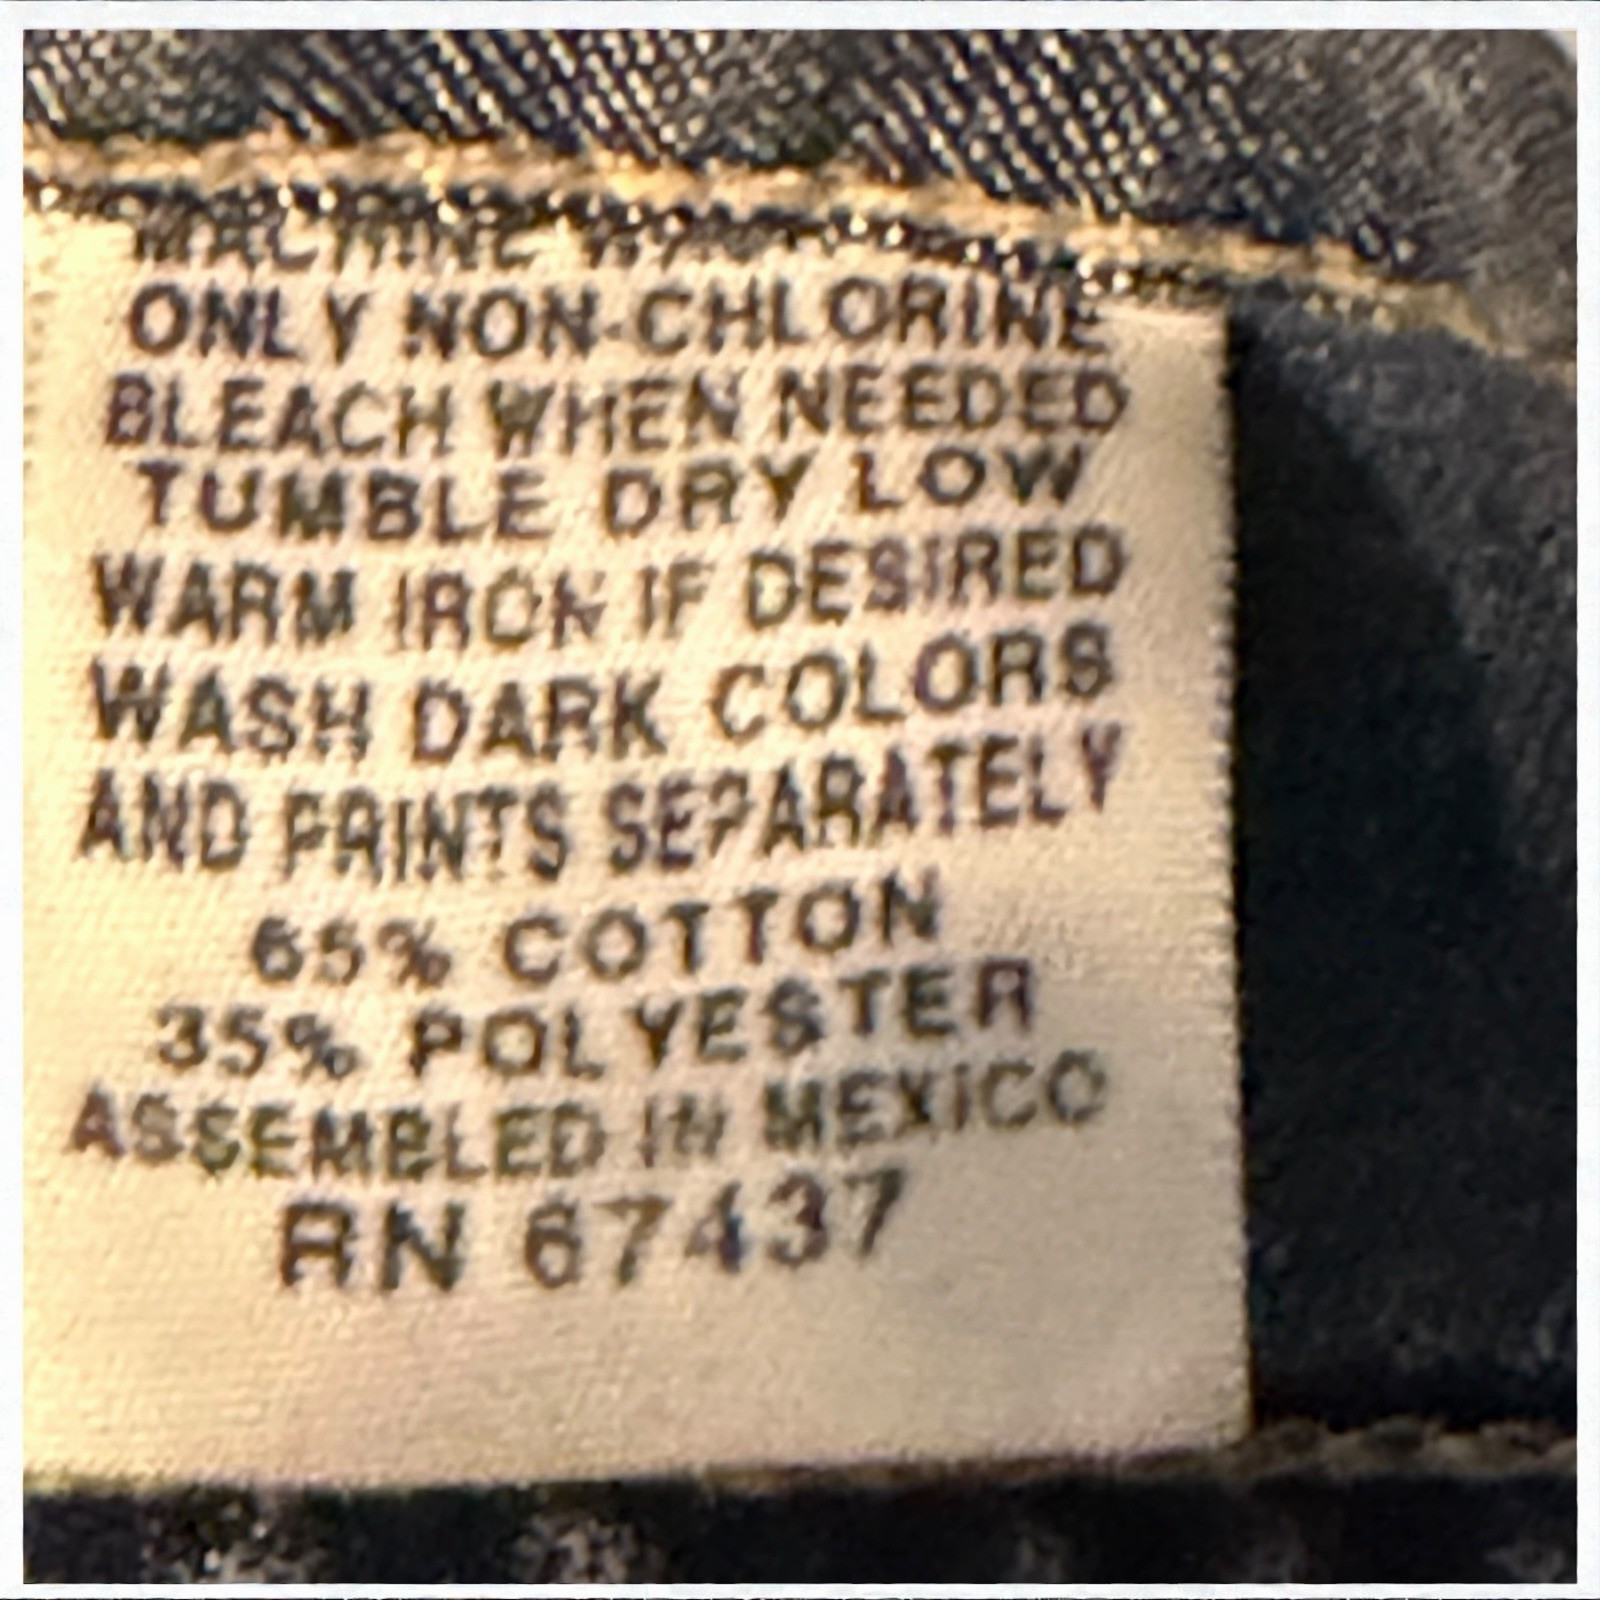 MACHINE
ONLY NON-CHLORINE
BLEACH WHEN NEEDED
TUMBLE DRY LOW
WARM IRON IF DESIRED
WASH DARK COLORS
AND PRINTS SEPARATELY
65% COTTON
35% POLYESTER
ASSEMBLED IN MEXICO
RN 67437